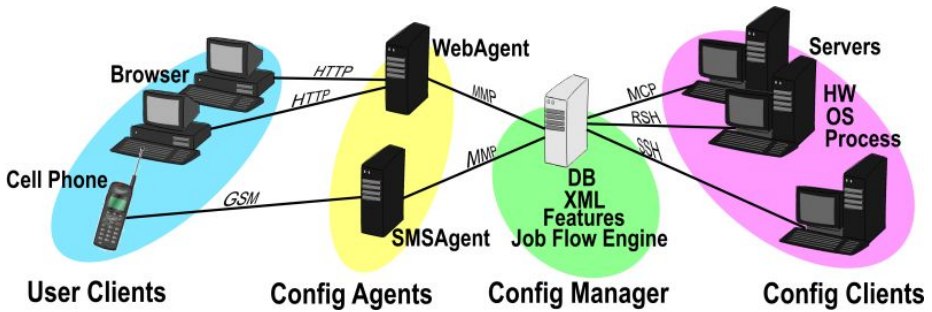 Browser
HTTP
HTTP
Cell Phone
GSM
User Clients
WebAgent
SMSAgent
Config Agents
MMP
MMP
DB
XML
Features
Job Flow Engine
Config Manager
MCP
RSH
SSH
Servers
HW
OS
Process
Config Clients